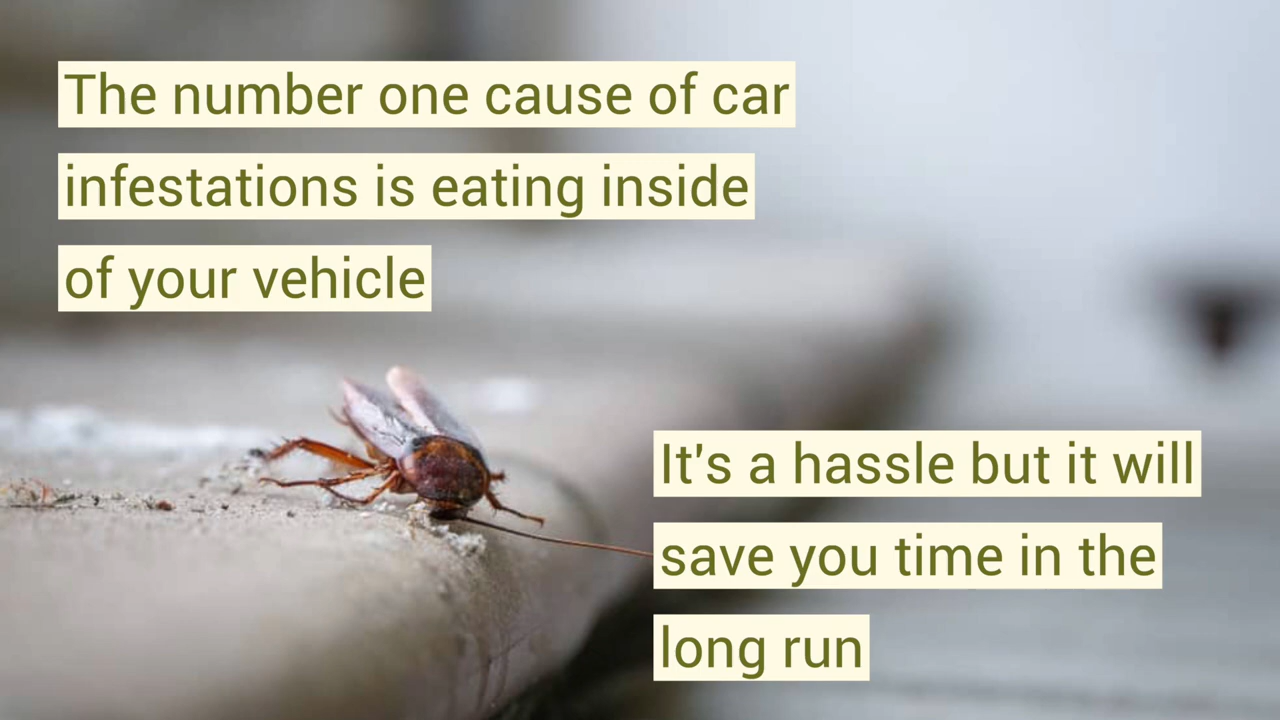 The number one cause of car
infestations is eating inside
of your vehicle
It's a hassle but it will
save you time in the
long run